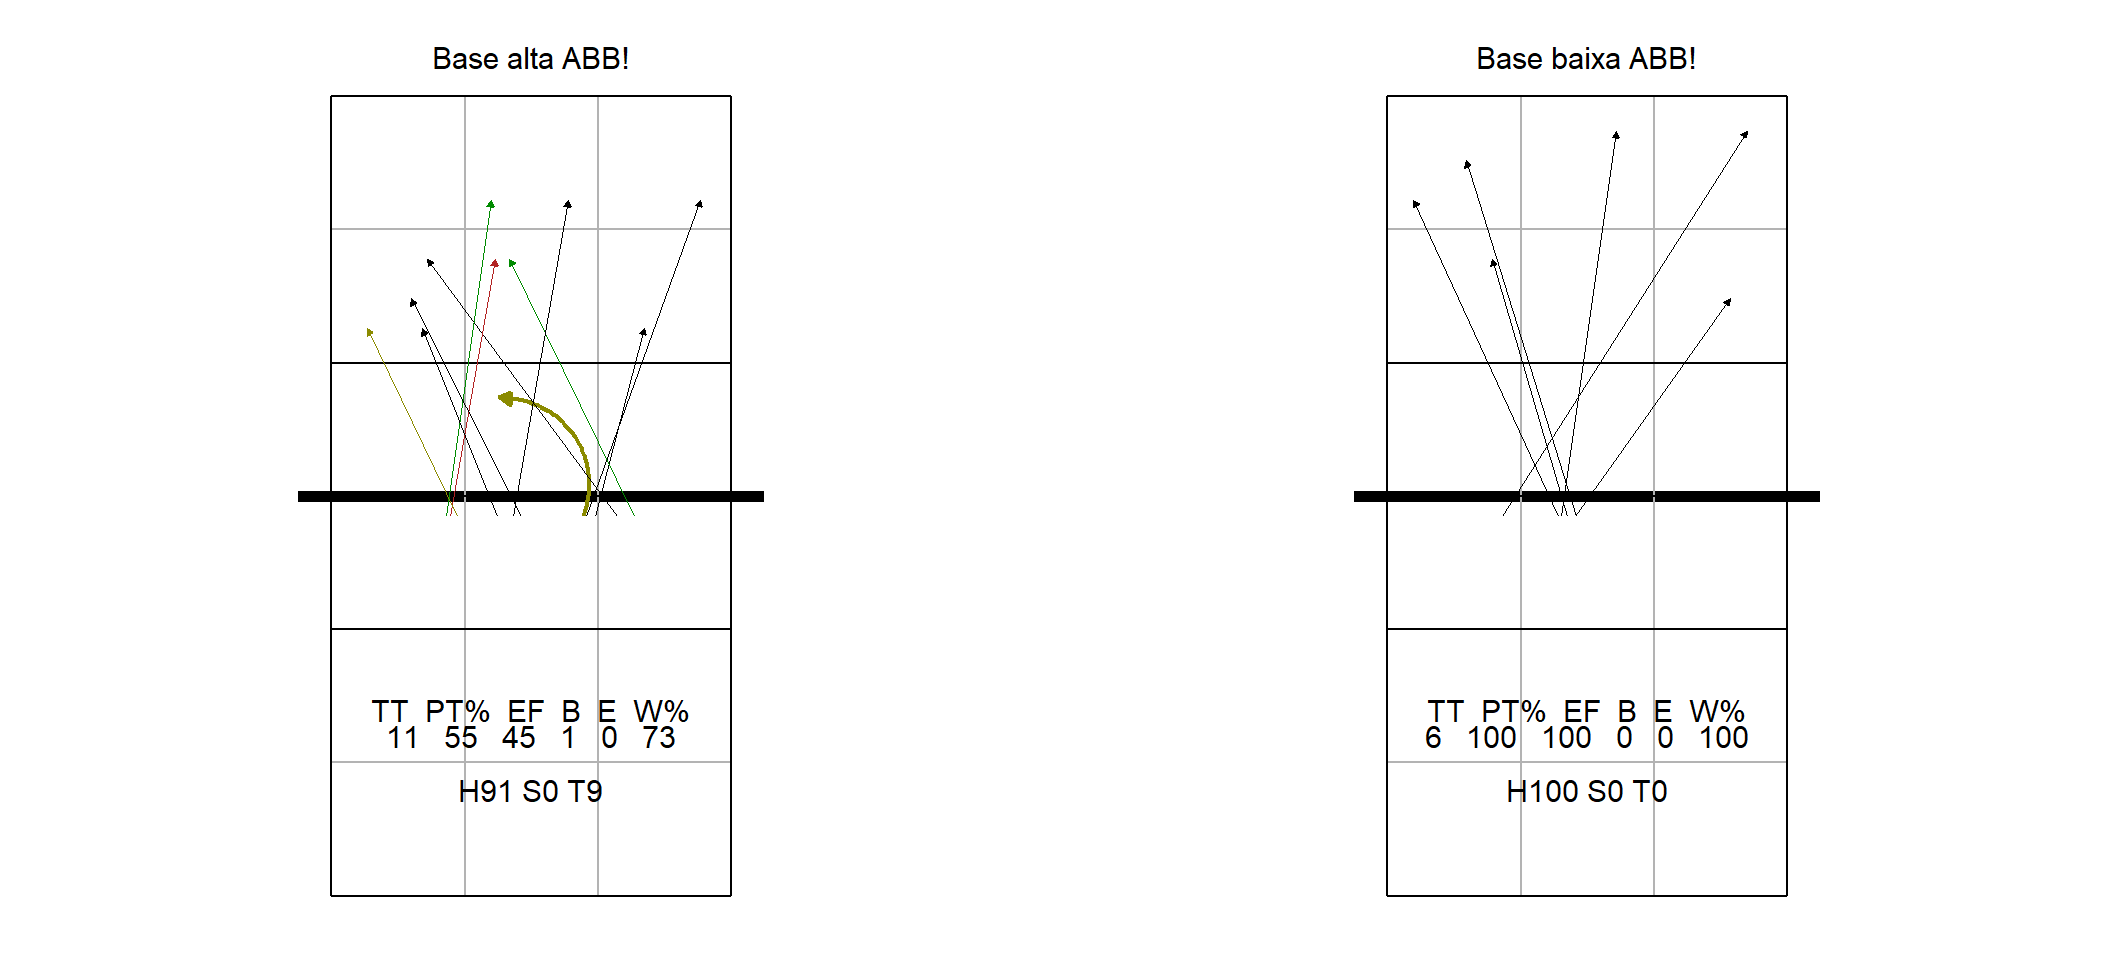 Base alta ABB!
TT PT% EF B E W%
11 55 45 1 0 73
H91 S0 T9
Base baixa ABB!
TT PT% EF B E W%
6 100 100 0 0 100
H100 S0 T0